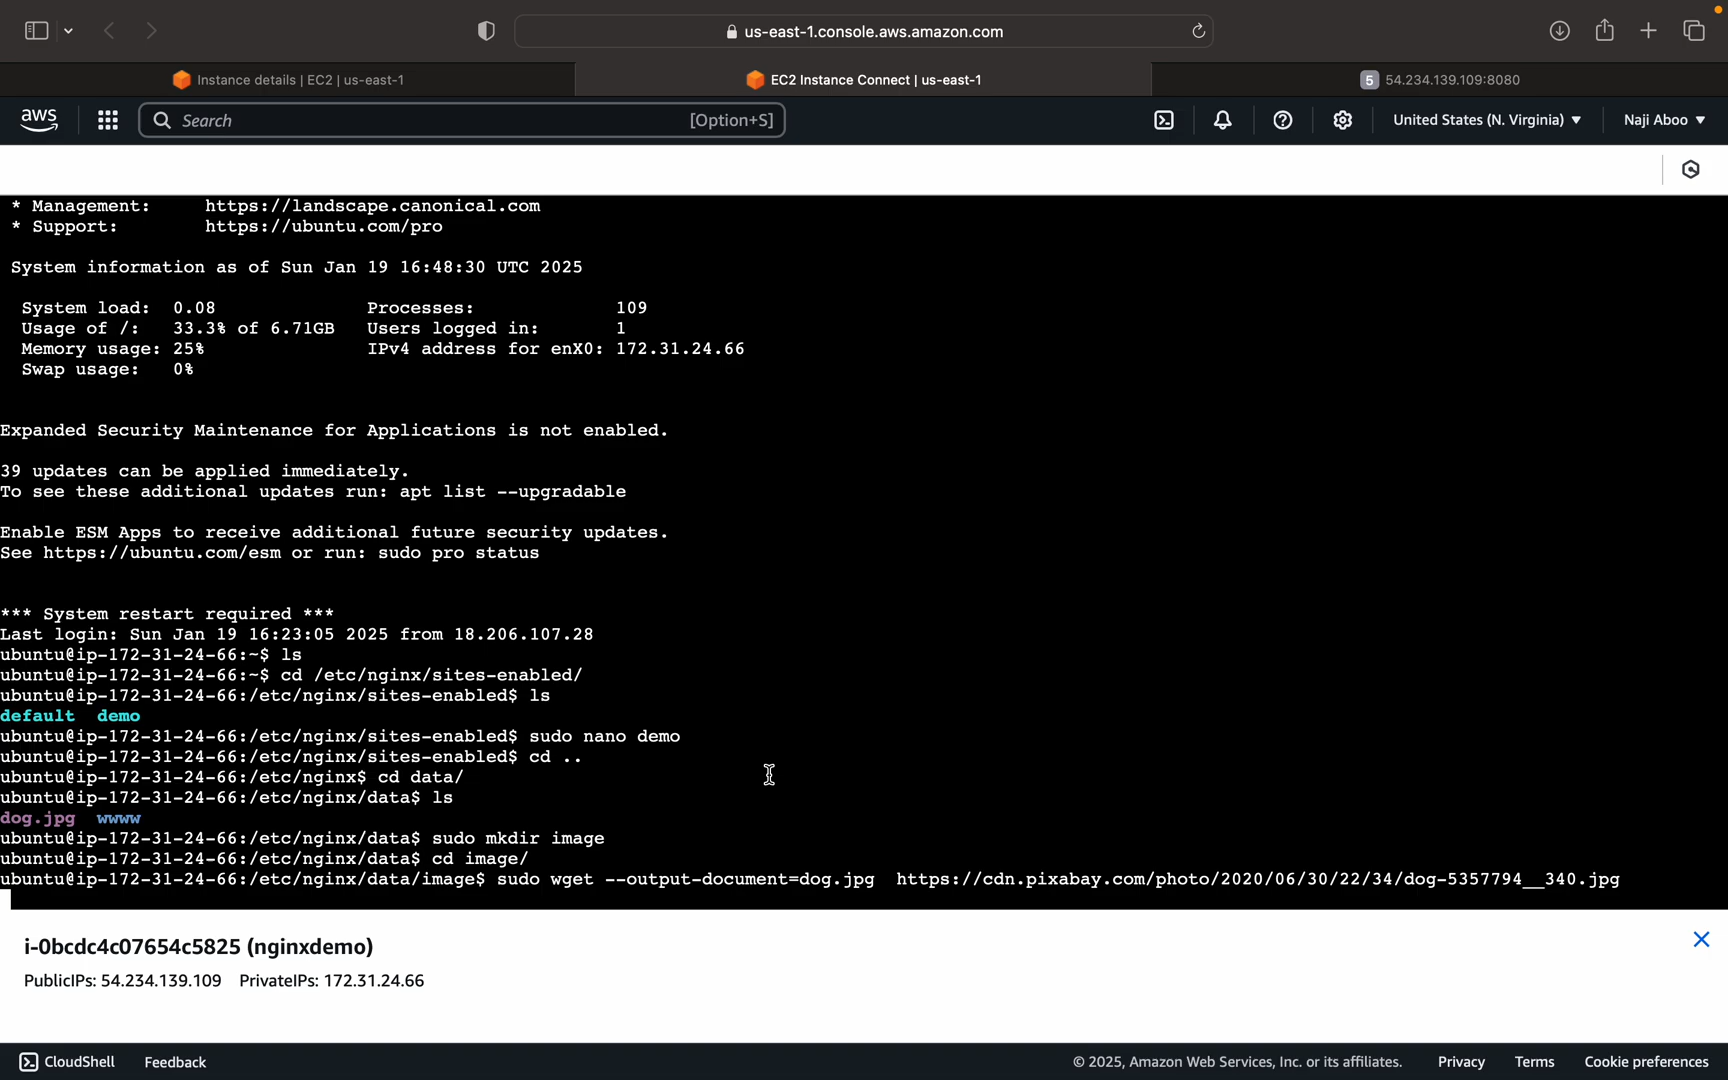 us-east-1.console.aws.amazon.com
Instance details | EC2 | us-east-1
EC2 Instance Connect | us-east-1
5 54.234.139.109:8080
aws
Search [Option+S]
United States (N. Virginia) ▼
Naji Aboo ▼
* Management: https://landscape.canonical.com
* Support: https://ubuntu.com/pro
System information as of Sun Jan 19 16:48:30 UTC 2025
System load: 0.08 Processes: 109
Usage of /: 33.3% of 6.71GB Users logged in: 1
Memory usage: 25% IPv4 address for enX0: 172.31.24.66
Swap usage: 0%
Expanded Security Maintenance for Applications is not enabled.
39 updates can be applied immediately.
To see these additional updates run: apt list --upgradable
Enable ESM Apps to receive additional future security updates.
See https://ubuntu.com/esm or run: sudo pro status
*** System restart required ***
Last login: Sun Jan 19 16:23:05 2025 from 18.206.107.28
ubuntu@ip-172-31-24-66:~$ ls
ubuntu@ip-172-31-24-66:~$ cd /etc/nginx/sites-enabled/
ubuntu@ip-172-31-24-66:/etc/nginx/sites-enabled$ ls
default demo
ubuntu@ip-172-31-24-66:/etc/nginx/sites-enabled$ sudo nano demo
ubuntu@ip-172-31-24-66:/etc/nginx/sites-enabled$ cd ..
ubuntu@ip-172-31-24-66:/etc/nginx$ cd data/
ubuntu@ip-172-31-24-66:/etc/nginx/data$ ls
dog.jpg wwww
ubuntu@ip-172-31-24-66:/etc/nginx/data$ sudo mkdir image
ubuntu@ip-172-31-24-66:/etc/nginx/data$ cd image/
ubuntu@ip-172-31-24-66:/etc/nginx/data/image$ sudo wget --output-document=dog.jpg https://cdn.pixabay.com/photo/2020/06/30/22/34/dog-5357794__340.jpg
i-0bcdc4c07654c5825 (nginxdemo)
PublicIPs: 54.234.139.109 PrivateIPs: 172.31.24.66
CloudShell
Feedback
© 2025, Amazon Web Services, Inc. or its affiliates.
Privacy
Terms
Cookie preferences